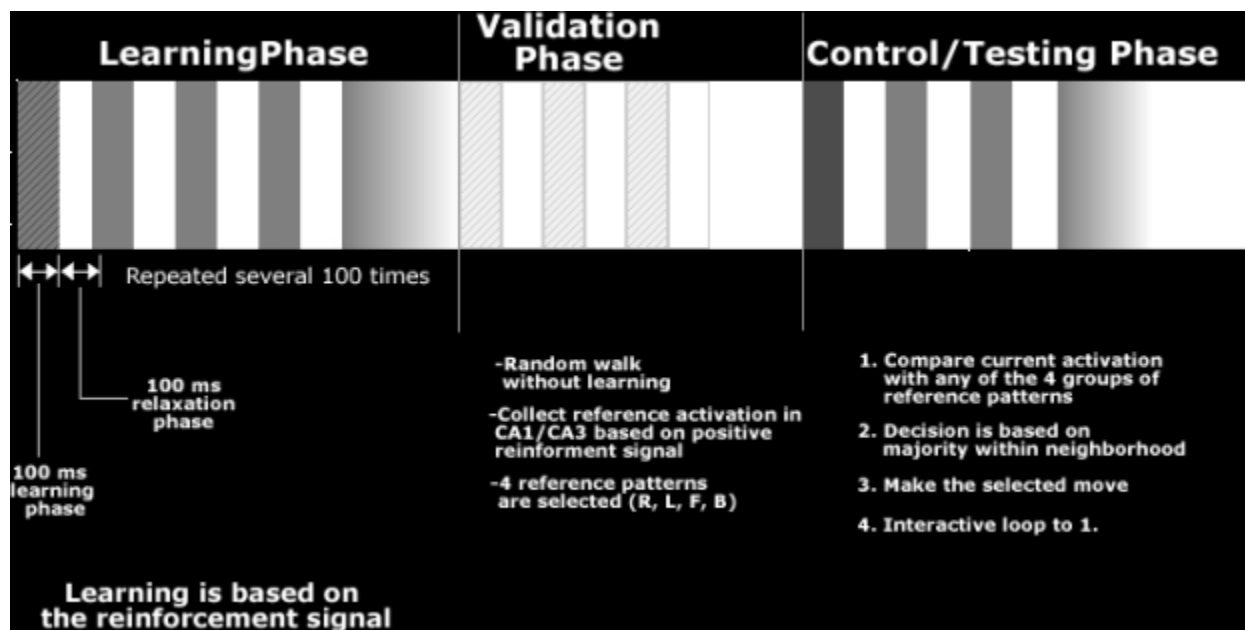 LearningPhase
Validation
Phase
Control/Testing Phase
Repeated several 100 times
100 ms
relaxation
phase
100 ms
learning
phase
Learning is based on
the reinforcement signal
-Random walk
without learning
-Collect reference activation in
CA1/CA3 based on positive
reinforment signal
-4 reference patterns
are selected (R, L, F, B)
1. Compare current activation
with any of the 4 groups of
reference patterns
2. Decision is based on
majority within neighborhood
3. Make the selected move
4. Interactive loop to 1.